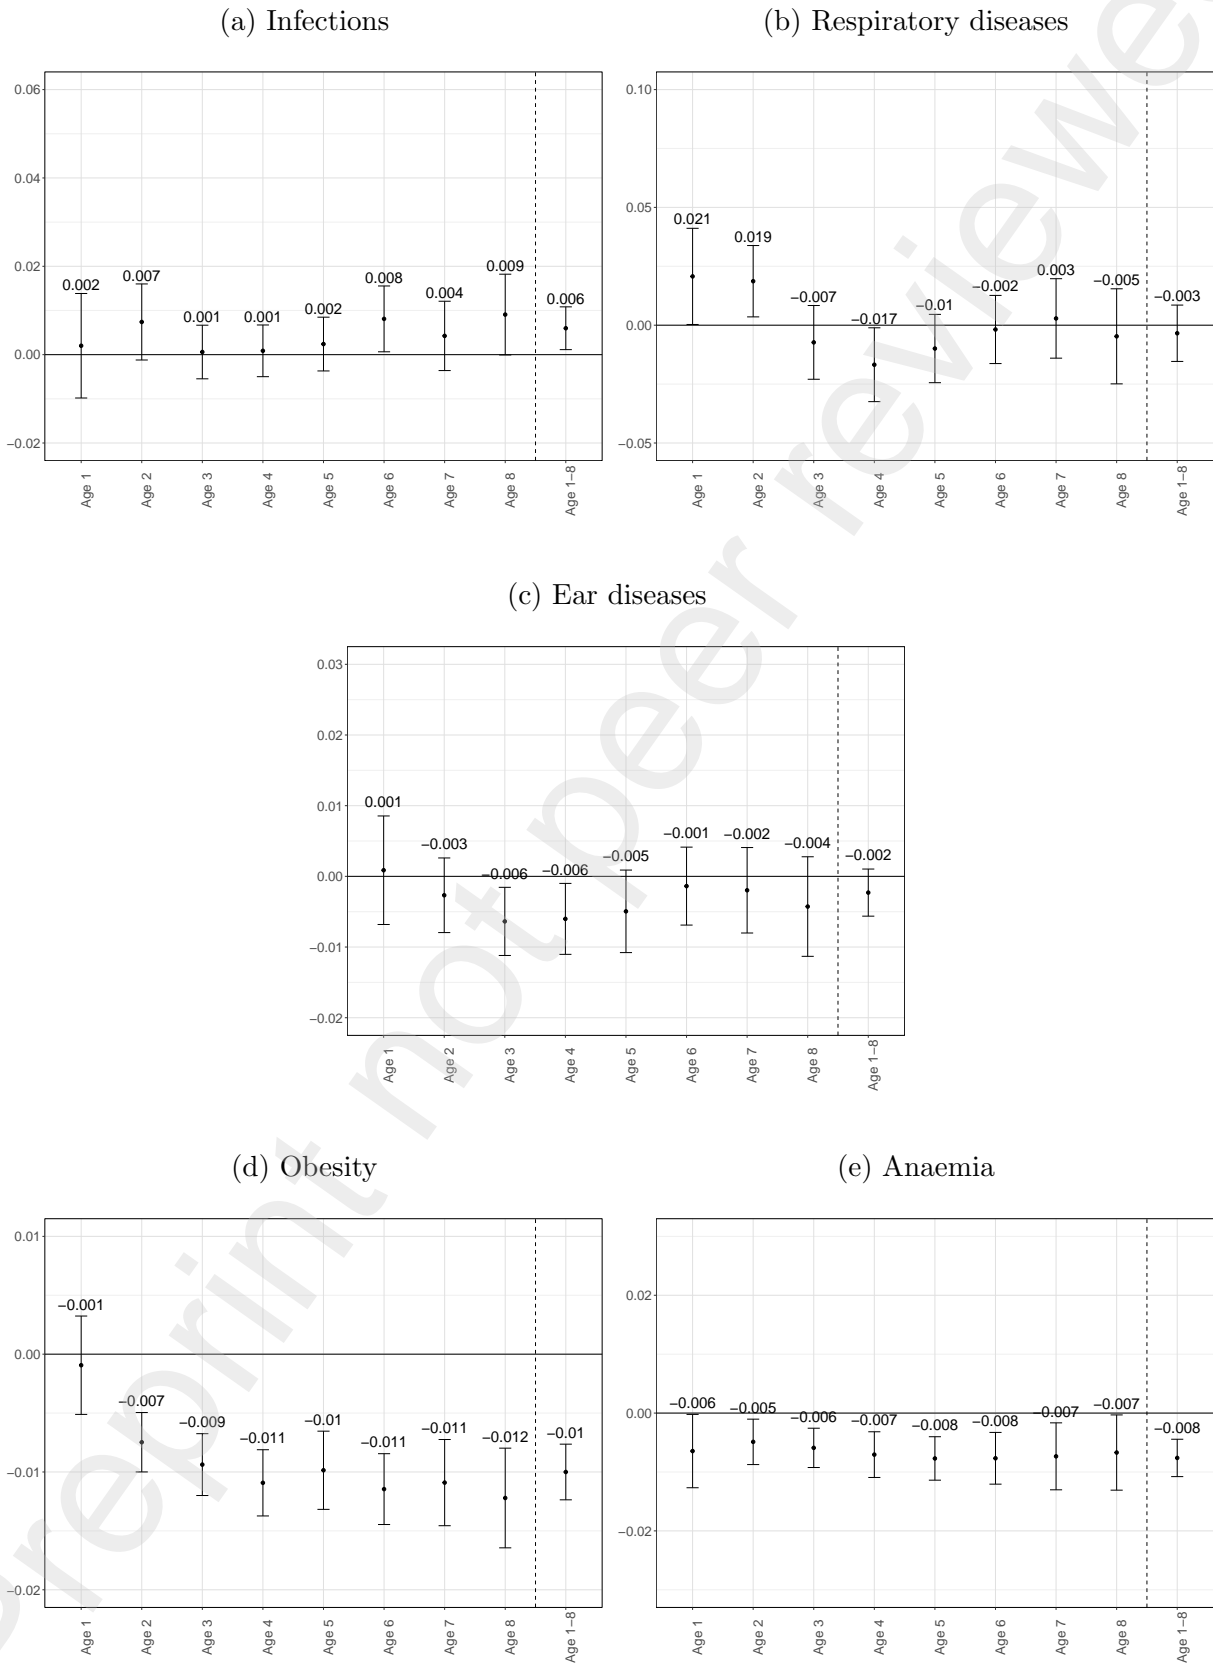 (a) Infections
0.06
0.04
0.02
0.00
−0.02
0.002
0.007
0.001
0.001
0.002
0.008
0.004
0.009
0.006
Age 1
Age 2
Age 3
Age 4
Age 5
Age 6
Age 7
Age 8
Age 1−8
(b) Respiratory diseases
0.10
0.05
0.00
−0.05
0.021
0.019
−0.007
−0.017
−0.01
−0.002
0.003
−0.005
−0.003
Age 1
Age 2
Age 3
Age 4
Age 5
Age 6
Age 7
Age 8
Age 1−8
(c) Ear diseases
0.03
0.02
0.01
0.00
−0.01
−0.02
0.001
−0.003
−0.006
−0.006
−0.005
−0.001
−0.002
−0.004
−0.002
Age 1
Age 2
Age 3
Age 4
Age 5
Age 6
Age 7
Age 8
Age 1−8
(d) Obesity
0.01
0.00
−0.01
−0.02
−0.001
−0.007
−0.009
−0.011
−0.01
−0.011
−0.011
−0.012
−0.01
Age 1
Age 2
Age 3
Age 4
Age 5
Age 6
Age 7
Age 8
Age 1−8
(e) Anaemia
0.02
0.00
−0.02
−0.006
−0.005
−0.006
−0.007
−0.008
−0.008
−0.007
−0.007
−0.008
Age 1
Age 2
Age 3
Age 4
Age 5
Age 6
Age 7
Age 8
Age 1−8
Preprint not peer reviewe